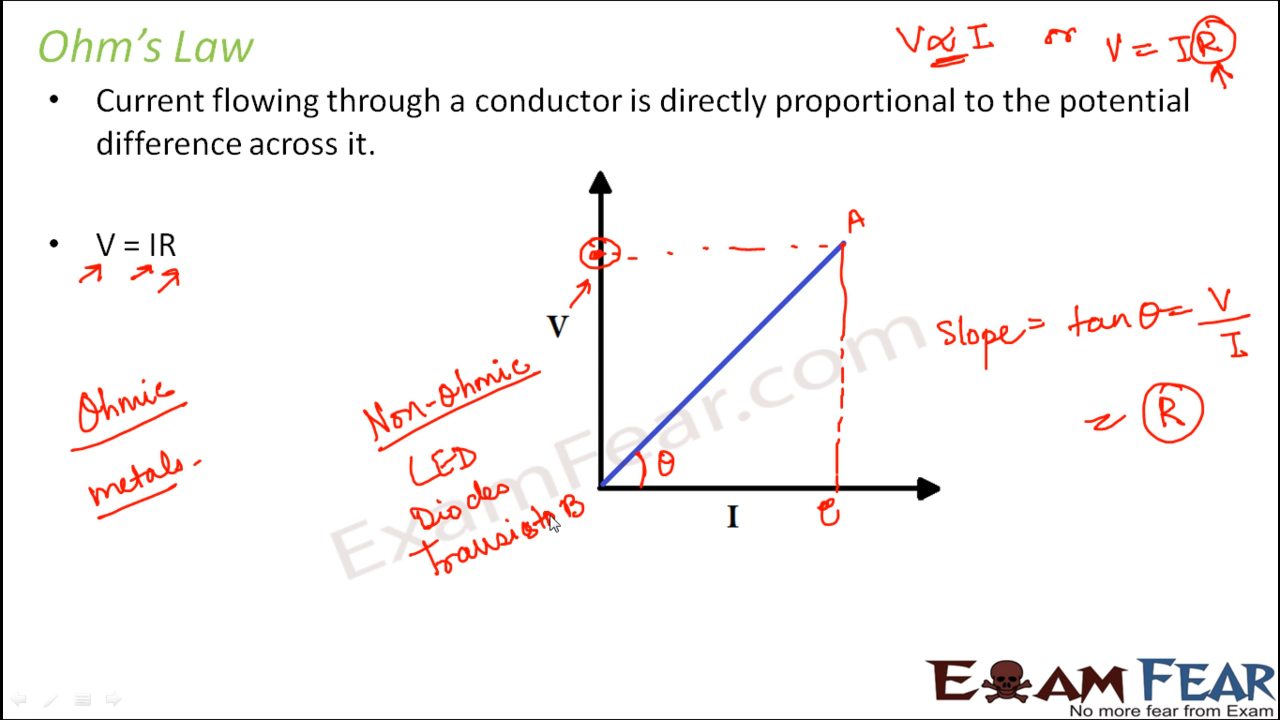 Ohm's Law
V ∝ I or V = IR
• Current flowing through a conductor is directly proportional to the potential
difference across it.
• V = IR
A
V
Slope = tan θ = V/I
= R
Ohmic
metals
Non-Ohmic
LED
Diodes
Transistor
B
θ
I
C
ExamFear.com
EXAM FEAR
No more fear from Exam